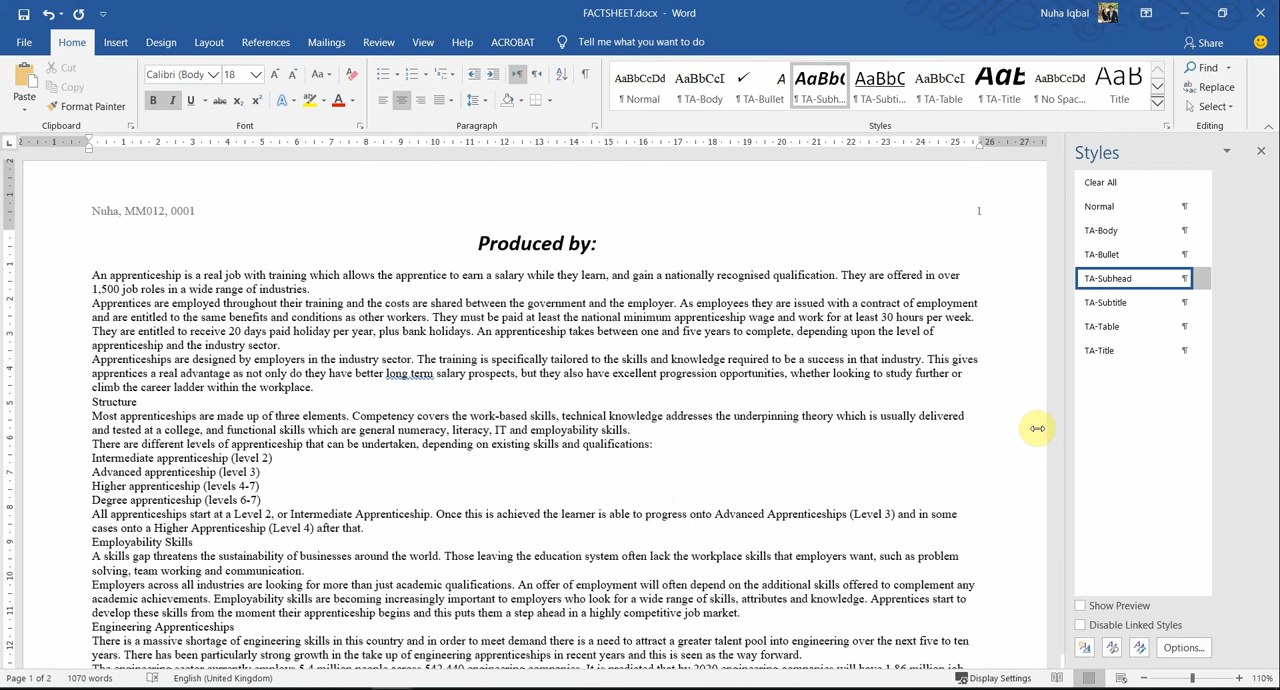 FACTSHEET.docx - Word
Nuha Iqbal
File Home Insert Design Layout References Mailings Review View Help ACROBAT Tell me what you want to do Share
Paste
Cut
Copy
Format Painter
Clipboard
Calibri (Body 18
Font
Paragraph
AaBbCcDd AaBbCcI AaBbC AaBbCc AaBbCcI AaBbCcDd AaB
¶ Normal ¶ TA-Body ¶ TA-Bullet ¶ TA-Subh... ¶ TA-Subti... ¶ TA-Table ¶ TA-Title ¶ No Spac... Title
Styles
Find
Replace
Select
Editing
Nuha, MM012, 0001 1
Produced by:
An apprenticeship is a real job with training which allows the apprentice to earn a salary while they learn, and gain a nationally recognised qualification. They are offered in over
1,500 job roles in a wide range of industries.
Apprentices are employed throughout their training and the costs are shared between the government and the employer. As employees they are issued with a contract of employment
and are entitled to the same benefits and conditions as other workers. They must be paid at least the national minimum apprenticeship wage and work for at least 30 hours per week.
They are entitled to receive 20 days paid holiday per year, plus bank holidays. An apprenticeship takes between one and five years to complete, depending upon the level of
apprenticeship and the industry sector.
Apprenticeships are designed by employers in the industry sector. The training is specifically tailored to the skills and knowledge required to be a success in that industry. This gives
apprentices a real advantage as not only do they have better long term salary prospects, but they also have excellent progression opportunities, whether looking to study further or
climb the career ladder within the workplace.
Structure
Most apprenticeships are made up of three elements. Competency covers the work-based skills, technical knowledge addresses the underpinning theory which is usually delivered
and tested at a college, and functional skills which are general numeracy, literacy, IT and employability skills.
There are different levels of apprenticeship that can be undertaken, depending on existing skills and qualifications:
Intermediate apprenticeship (level 2)
Advanced apprenticeship (level 3)
Higher apprenticeship (levels 4-7)
Degree apprenticeship (levels 6-7)
All apprenticeships start at a Level 2, or Intermediate Apprenticeship. Once this is achieved the learner is able to progress onto Advanced Apprenticeships (Level 3) and in some
cases onto a Higher Apprenticeship (Level 4) after that.
Employability Skills
A skills gap threatens the sustainability of businesses around the world. Those leaving the education system often lack the workplace skills that employers want, such as problem
solving, team working and communication.
Employers across all industries are looking for more than just academic qualifications. An offer of employment will often depend on the additional skills offered to complement any
academic achievements. Employability skills are becoming increasingly important to employers who look for a wide range of skills, attributes and knowledge. Apprentices start to
develop these skills from the moment their apprenticeship begins and this puts them a step ahead in a highly competitive job market.
Engineering Apprenticeships
There is a massive shortage of engineering skills in this country and in order to meet demand there is a need to attract a greater talent pool into engineering over the next five to ten
years. There has been particularly strong growth in the take up of engineering apprenticeships in recent years and this is seen as the way forward.
The engineering sector currently employs 5.4 million people across 542,440 engineering companies. It is predicted that by 2020 engineering companies will have 1.86 million job
Styles
Clear All
Normal ¶
TA-Body ¶
TA-Bullet ¶
TA-Subhead ¶
TA-Subtitle ¶
TA-Table ¶
TA-Title ¶
Show Preview
Disable Linked Styles
Options...
Page 1 of 2 1070 words English (United Kingdom) Display Settings 110%